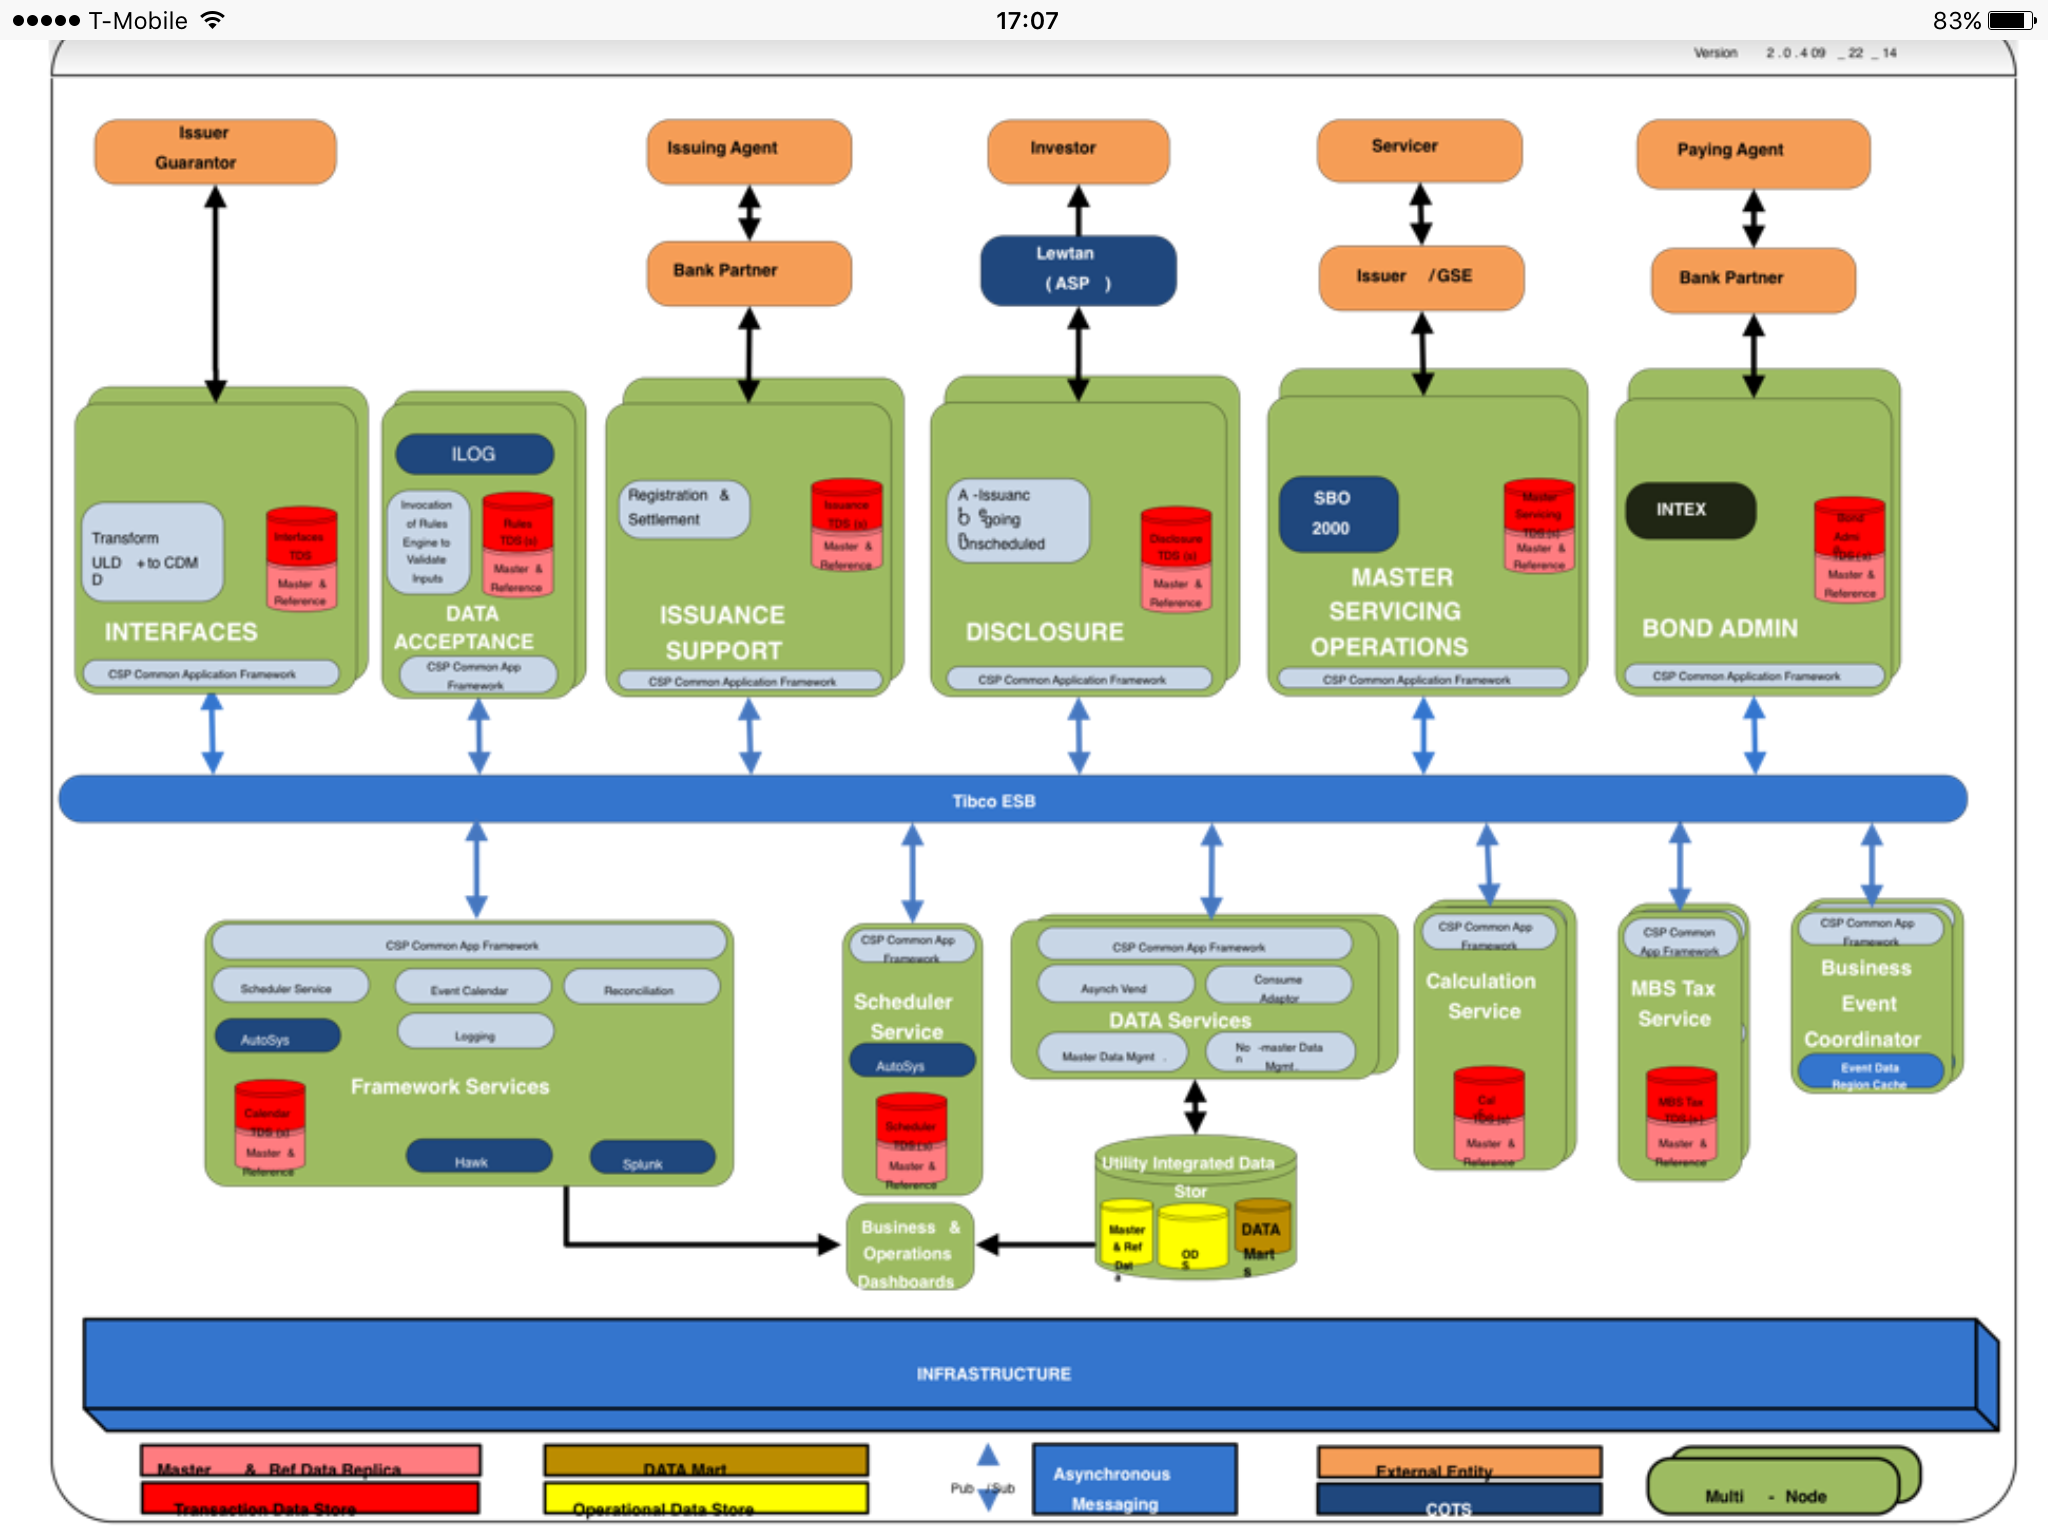 T-Mobile 17:07 83%
Version 2.0.4 09 _ 22 _ 14
Issuer
Guarantor
Issuing Agent
Investor
Servicer
Paying Agent
Bank Partner
Lewtan
( ASP )
Issuer /GSE
Bank Partner
ILOG
Invocation
of Rules
Engine to
Validate
Inputs
Rules
TDS (s)
Master &
Reference
DATA
ACCEPTANCE
CSP Common App
Framework
Transform
ULD + to CDM
D
Interfaces
TDS
Master &
Reference
INTERFACES
CSP Common Application Framework
Registration &
Settlement
Issuance
TDS (s)
Master &
Reference
ISSUANCE
SUPPORT
CSP Common Application Framework
A -Issuanc
b e going
Unscheduled
Disclosure
TDS (s)
Master &
Reference
DISCLOSURE
CSP Common Application Framework
SBO
2000
Master
Servicing
TDS (s)
Master &
Reference
MASTER
SERVICING
OPERATIONS
CSP Common Application Framework
INTEX
Bond
Admi
TDS (s)
Master &
Reference
BOND ADMIN
CSP Common Application Framework
Tibco ESB
CSP Common App Framework
Scheduler Service
Event Calendar
Reconciliation
AutoSys
Logging
Framework Services
Calendar
TDS (s)
Master &
Reference
Hawk
Splunk
CSP Common App
Framework
Scheduler
Service
AutoSys
Scheduler
TDS (s)
Master &
Reference
Business &
Operations
Dashboards
CSP Common App Framework
Asynch Vend
Consume
Adaptor
DATA Services
Master Data Mgmt .
No -master Data
n
Mgmt .
Utility Integrated Data
Stor
Master
& Ref
Dat
a
OD
S
DATA
Mart
s
CSP Common App
Framework
Calculation
Service
Cal
TDS (s)
Master &
Reference
CSP Common
App Framework
MBS Tax
Service
MBS Tax
TDS (s)
Master &
Reference
CSP Common App
Framework
Business
Event
Coordinator
Event Data
Region Cache
INFRASTRUCTURE
Master & Ref Data Replica
Transaction Data Store
DATA Mart
Operational Data Store
Pub /Sub
Asynchronous
Messaging
External Entity
COTS
Multi - Node